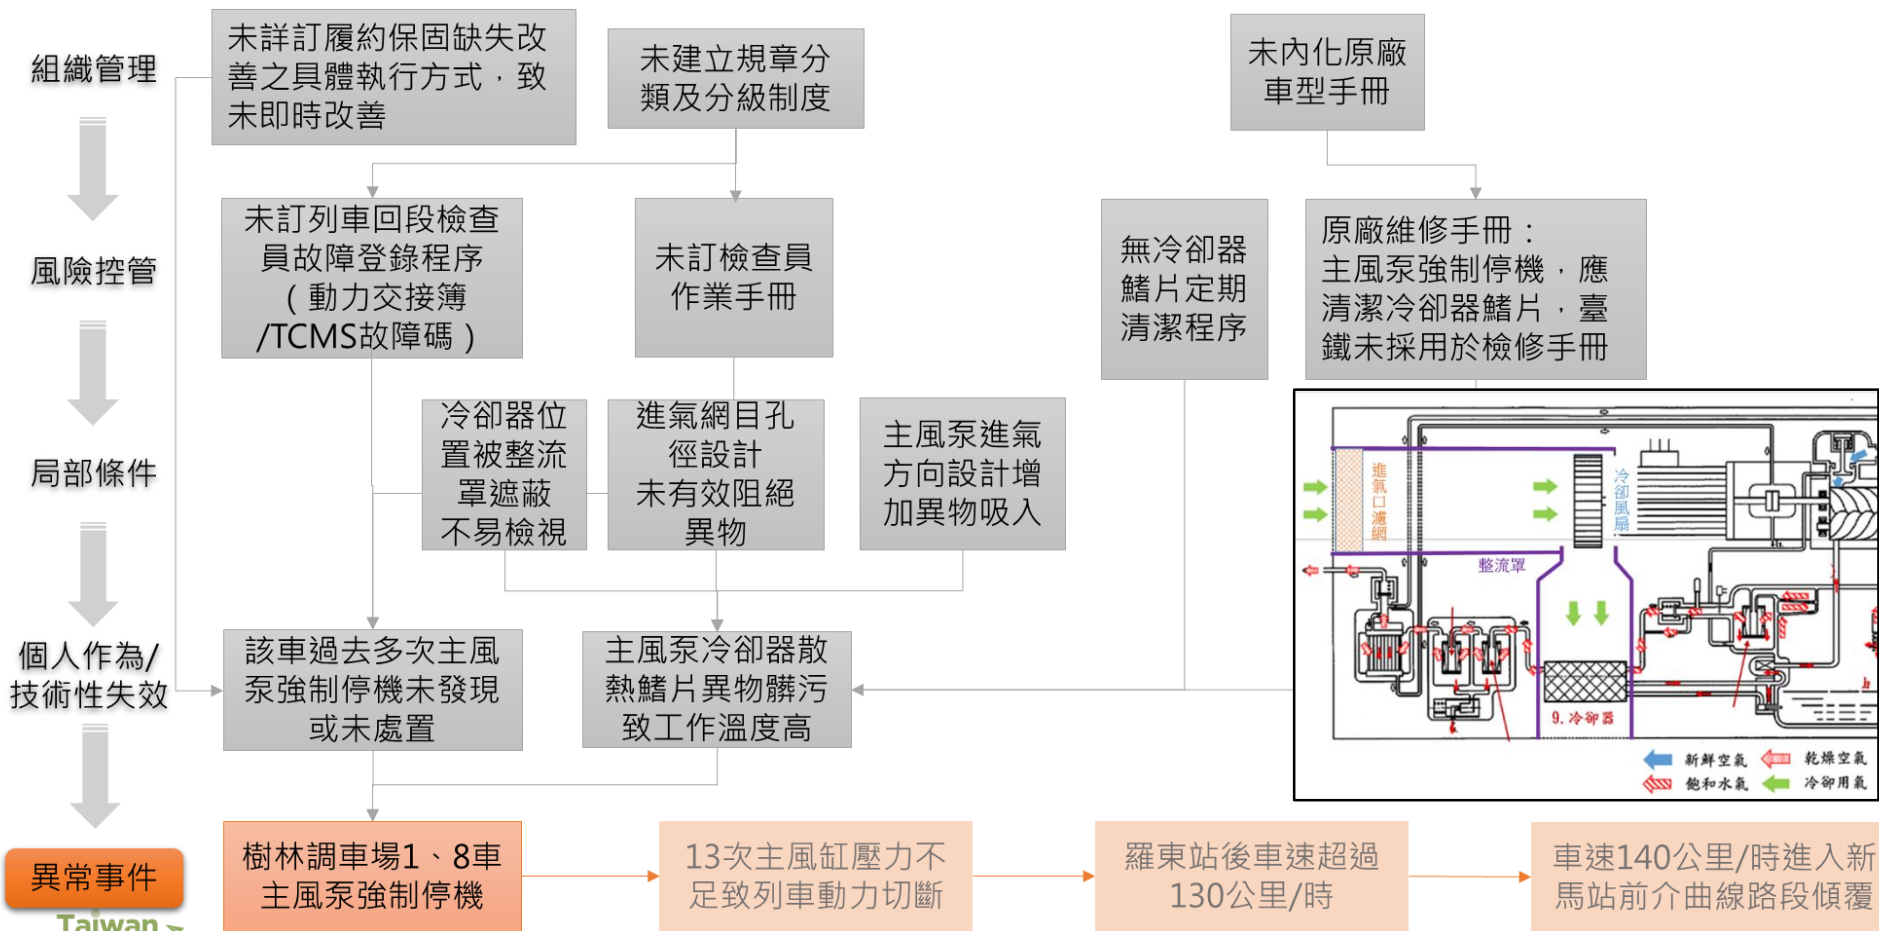 組織管理
未詳訂履約保固缺失改
善之具體執行方式，致
未即時改善
未建立規章分
類及分級制度
未內化原廠
車型手冊
風險控管
未訂列車回段檢查
員故障登錄程序
（動力交接簿
/TCMS故障碼）
未訂檢查員
作業手冊
無冷卻器
鰭片定期
清潔程序
原廠維修手冊：
主風泵強制停機，應
清潔冷卻器鰭片，臺
鐵未採用於檢修手冊
局部條件
冷卻器位
置被整流
罩遮蔽
不易檢視
進氣網目孔
徑設計
未有效阻絕
異物
主風泵進氣
方向設計增
加異物吸入
進氣口濾網
冷卻風扇
整流罩
9.冷卻器
新鮮空氣
乾燥空氣
飽和水氣
冷卻用氣
個人作為/
技術性失效
該車過去多次主風
泵強制停機未發現
或未處置
主風泵冷卻器散
熱鰭片異物髒污
致工作溫度高
異常事件
樹林調車場1、8車
主風泵強制停機
13次主風缸壓力不
足致列車動力切斷
羅東站後車速超過
130公里/時
車速140公里/時進入新
馬站前介曲線路段傾覆
Taiwan